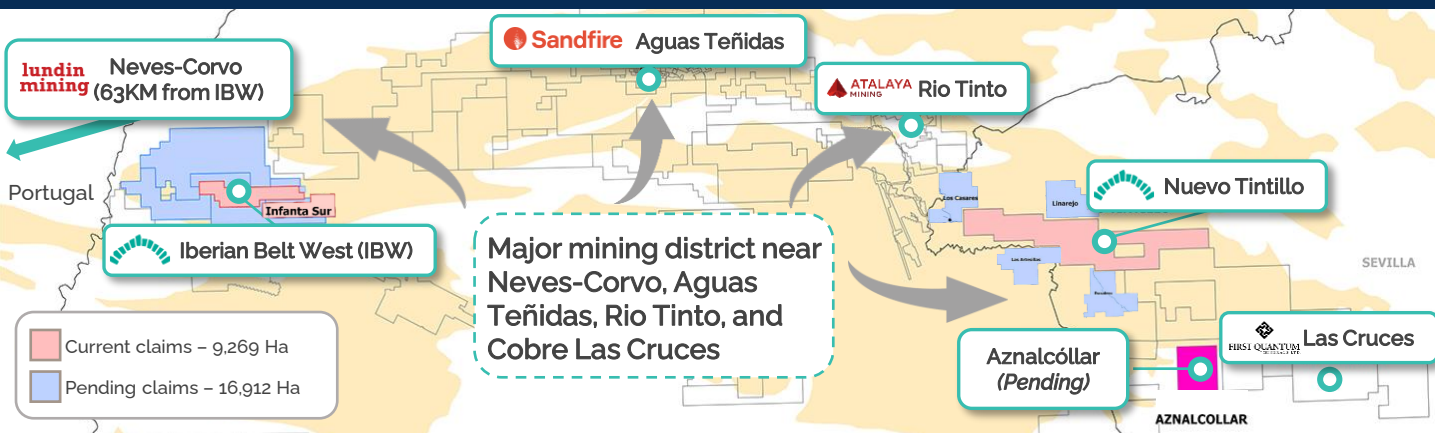 lundin
mining
Neves-Corvo
(63KM from IBW)
Sandfire Aguas Teñidas
ATALAYA
MINING
Rio Tinto
Portugal
Infanta Sur
Iberian Belt West (IBW)
Los Casares
Linarejo
Nuevo Tintillo
Major mining district near
Neves-Corvo, Aguas
Teñidas, Rio Tinto, and
Cobre Las Cruces
SEVILLA
Current claims – 9,269 Ha
Pending claims – 16,912 Ha
Aznalcóllar
(Pending)
FIRST QUANTUM
MINERALS LTD.
Las Cruces
AZNALCOLLAR